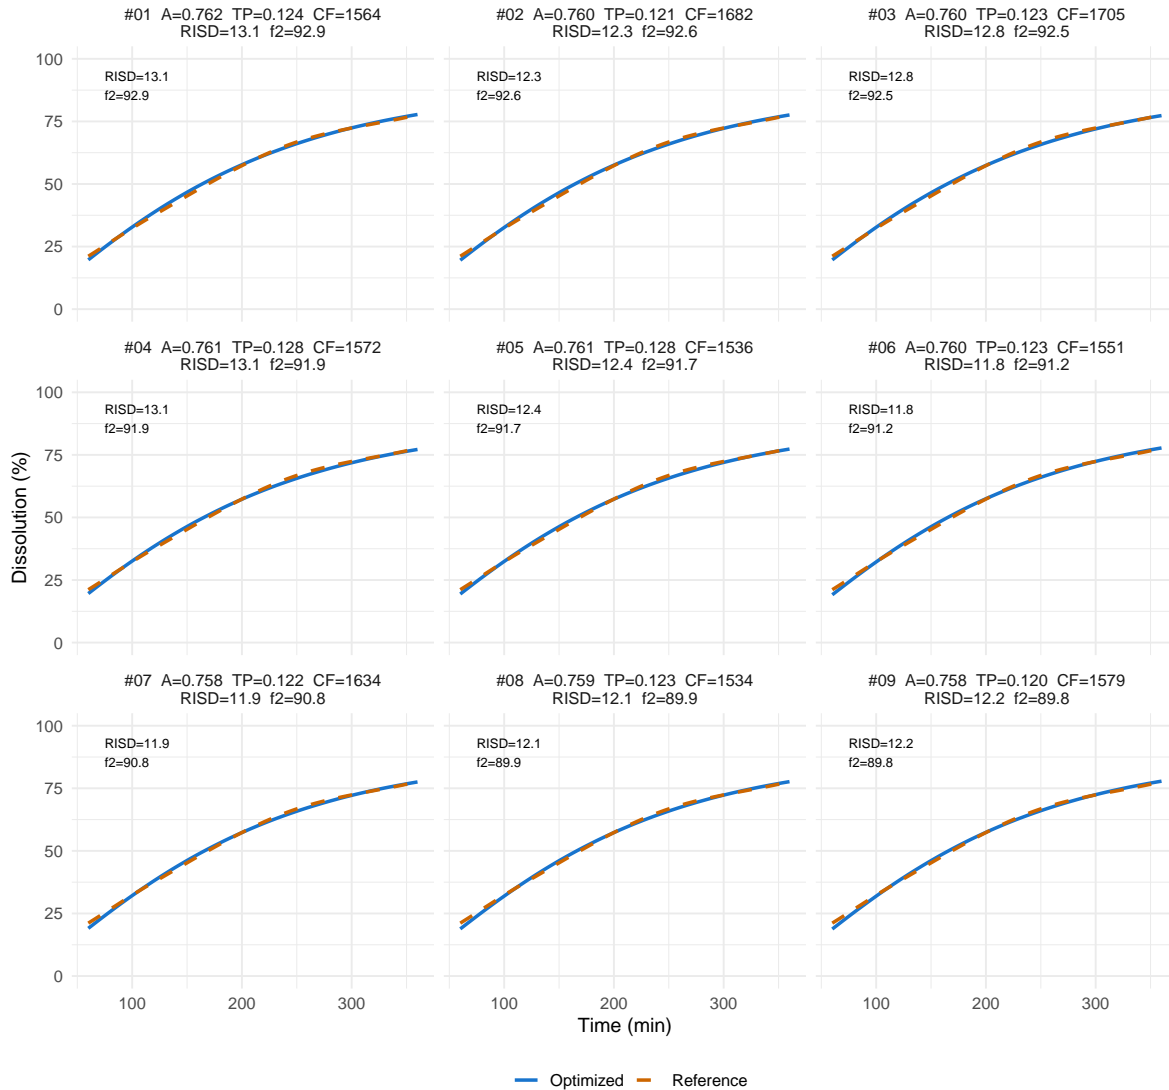 #01 A=0.762 TP=0.124 CF=1564
RISD=13.1 f2=92.9
#02 A=0.760 TP=0.121 CF=1682
RISD=12.3 f2=92.6
#03 A=0.760 TP=0.123 CF=1705
RISD=12.8 f2=92.5
100
75
50
25
0
RISD=13.1
f2=92.9
RISD=12.3
f2=92.6
RISD=12.8
f2=92.5
#04 A=0.761 TP=0.128 CF=1572
RISD=13.1 f2=91.9
#05 A=0.761 TP=0.128 CF=1536
RISD=12.4 f2=91.7
#06 A=0.760 TP=0.123 CF=1551
RISD=11.8 f2=91.2
Dissolution (%)
100
75
50
25
0
RISD=13.1
f2=91.9
RISD=12.4
f2=91.7
RISD=11.8
f2=91.2
#07 A=0.758 TP=0.122 CF=1634
RISD=11.9 f2=90.8
#08 A=0.759 TP=0.123 CF=1534
RISD=12.1 f2=89.9
#09 A=0.758 TP=0.120 CF=1579
RISD=12.2 f2=89.8
100
75
50
25
0
RISD=11.9
f2=90.8
RISD=12.1
f2=89.9
RISD=12.2
f2=89.8
100 200 300
100 200 300
100 200 300
Time (min)
Optimized Reference